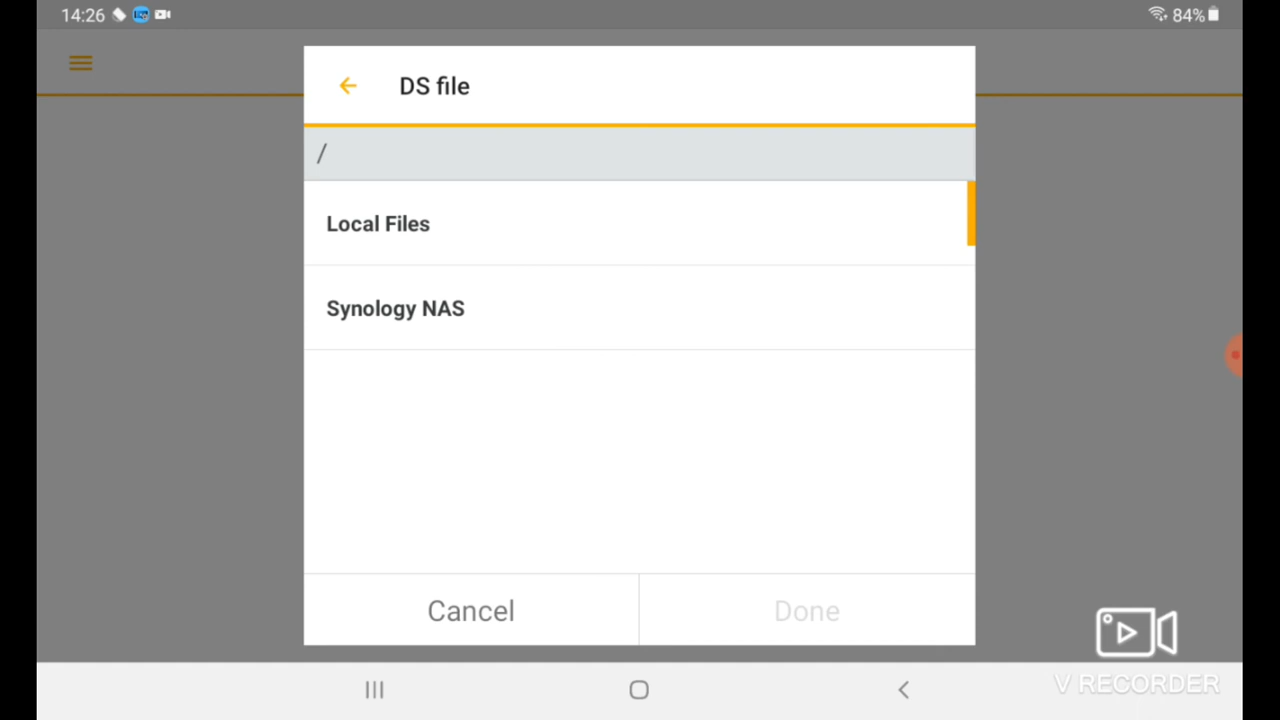 14:26
84%
DS file
/
Local Files
Synology NAS
Cancel
Done
V RECORDER